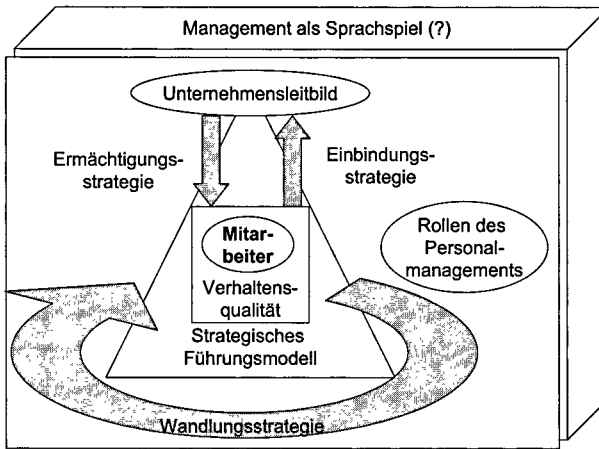 Management als Sprachspiel (?)
Unternehmensleitbild
Ermächtigungs-
strategie
Einbindungs-
strategie
Rollen des
Personal-
managements
Mitar-
beiter
Verhaltens-
qualität
Strategisches
Führungsmodell
Wandlungsstrategie